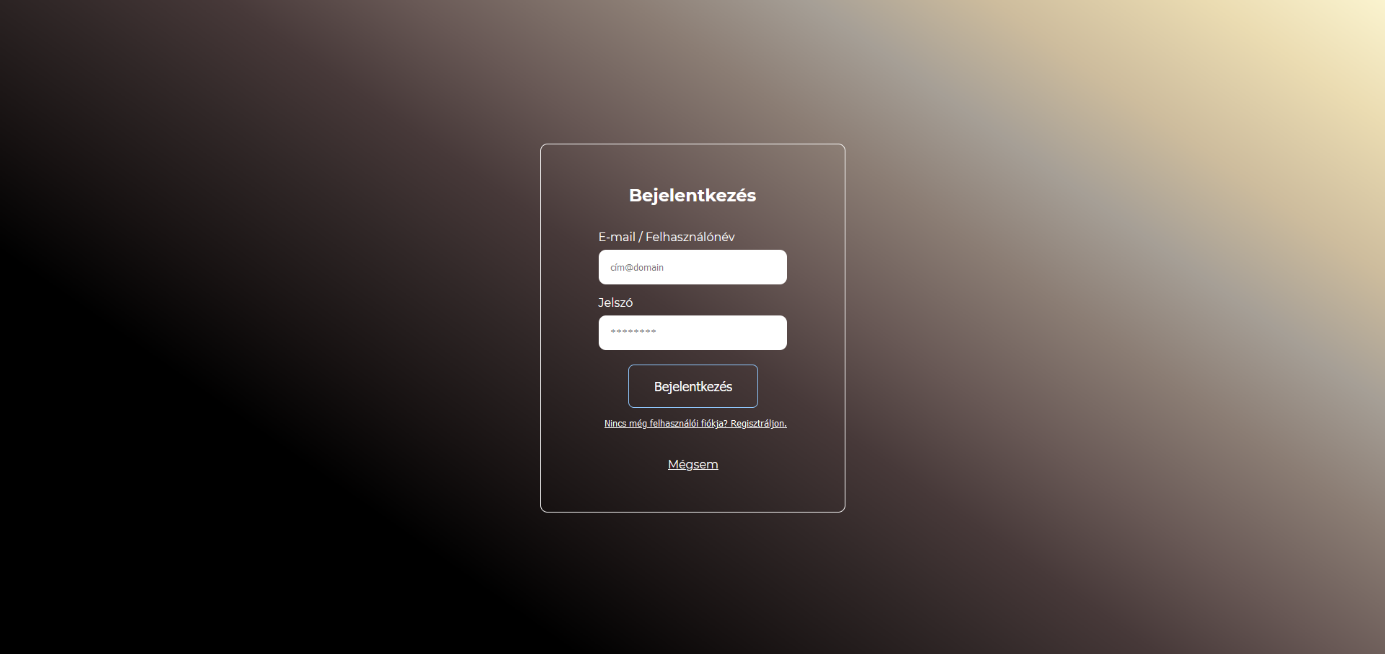 Bejelentkezés
E-mail / Felhasználónév
cím@domain
Jelszó
********
Bejelentkezés
Nincs még felhasználói fiókja? Regisztráljon.
Mégsem